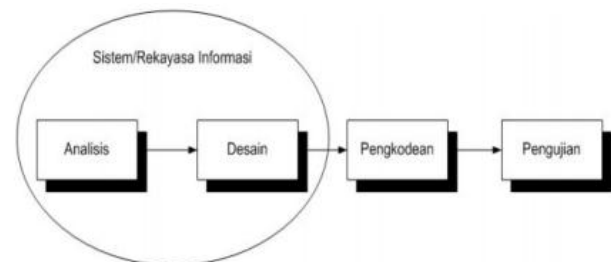 Sistem/Rekayasa Informasi
Analisis
Desain
Pengkodean
Pengujian